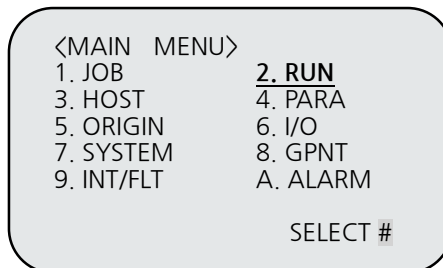 〈MAIN MENU〉
1. JOB 2. RUN
3. HOST 4. PARA
5. ORIGIN 6. I/O
7. SYSTEM 8. GPNT
9. INT/FLT A. ALARM
SELECT #